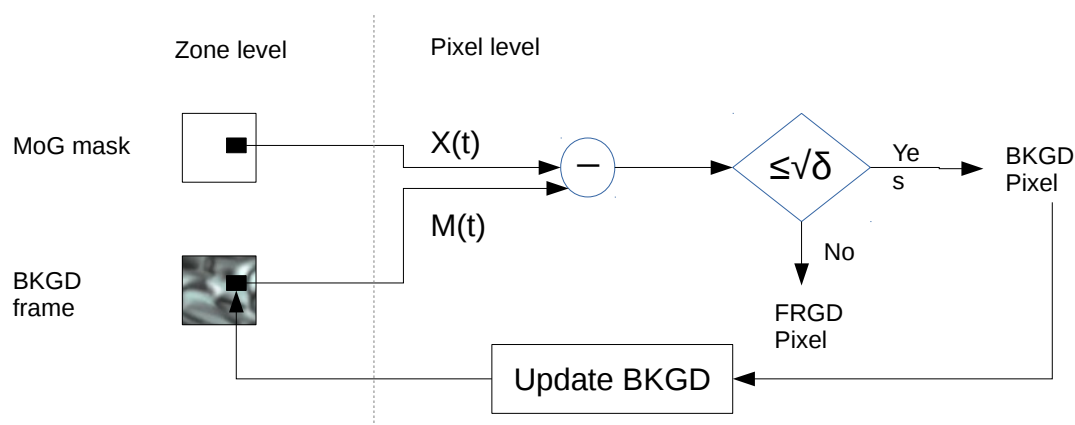 Zone level
Pixel level
MoG mask
X(t)
−
≤√δ
Ye
s
BKGD
Pixel
M(t)
No
BKGD
frame
FRGD
Pixel
Update BKGD